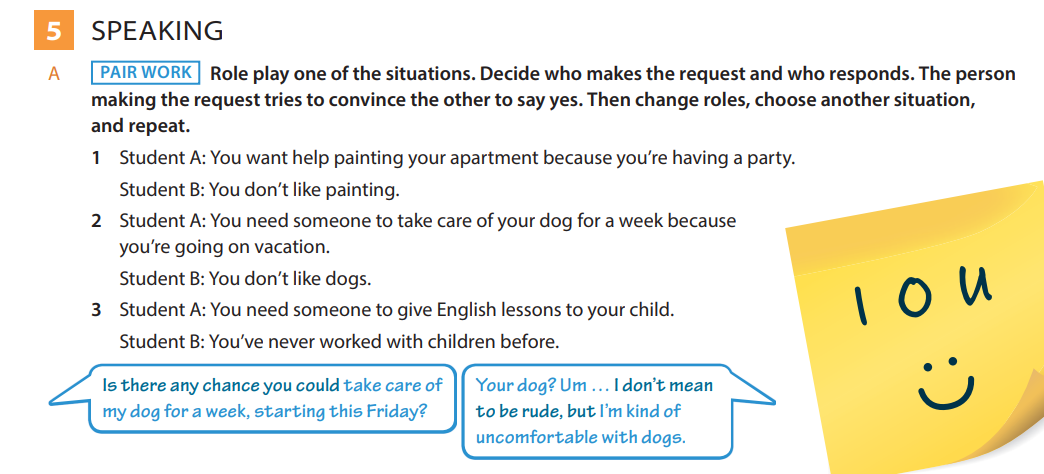 5 SPEAKING
A PAIR WORK Role play one of the situations. Decide who makes the request and who responds. The person
making the request tries to convince the other to say yes. Then change roles, choose another situation,
and repeat.
1 Student A: You want help painting your apartment because you’re having a party.
Student B: You don’t like painting.
2 Student A: You need someone to take care of your dog for a week because
you’re going on vacation.
Student B: You don’t like dogs.
3 Student A: You need someone to give English lessons to your child.
Student B: You’ve never worked with children before.
Is there any chance you could take care of
my dog for a week, starting this Friday?
Your dog? Um … I don’t mean
to be rude, but I’m kind of
uncomfortable with dogs.
I O U